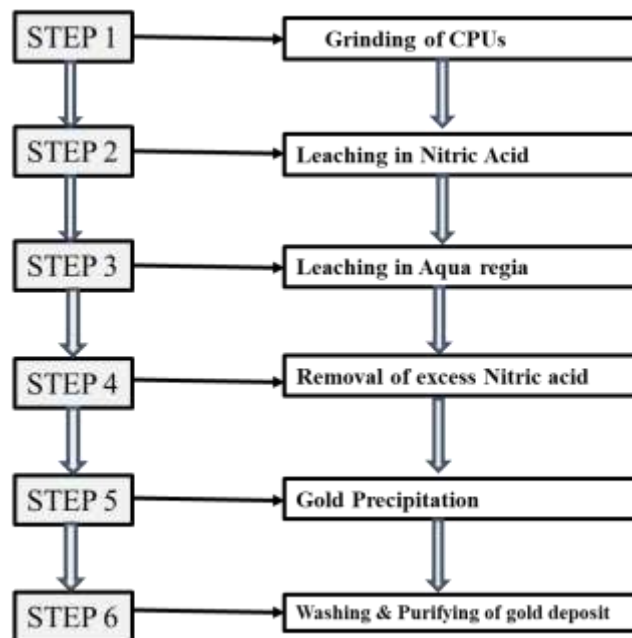 STEP 1
Grinding of CPUs
STEP 2
Leaching in Nitric Acid
STEP 3
Leaching in Aqua regia
STEP 4
Removal of excess Nitric acid
STEP 5
Gold Precipitation
STEP 6
Washing & Purifying of gold deposit